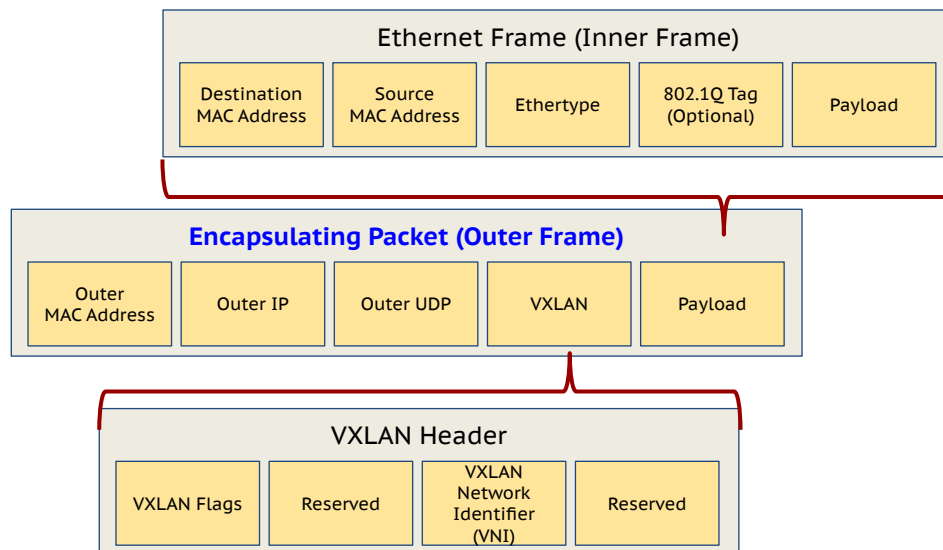 Ethernet Frame (Inner Frame)
Destination
MAC Address
Source
MAC Address
Ethertype
802.1Q Tag
(Optional)
Payload
Encapsulating Packet (Outer Frame)
Outer
MAC Address
Outer IP
Outer UDP
VXLAN
Payload
VXLAN Header
VXLAN Flags
Reserved
VXLAN
Network
Identifier
(VNI)
Reserved